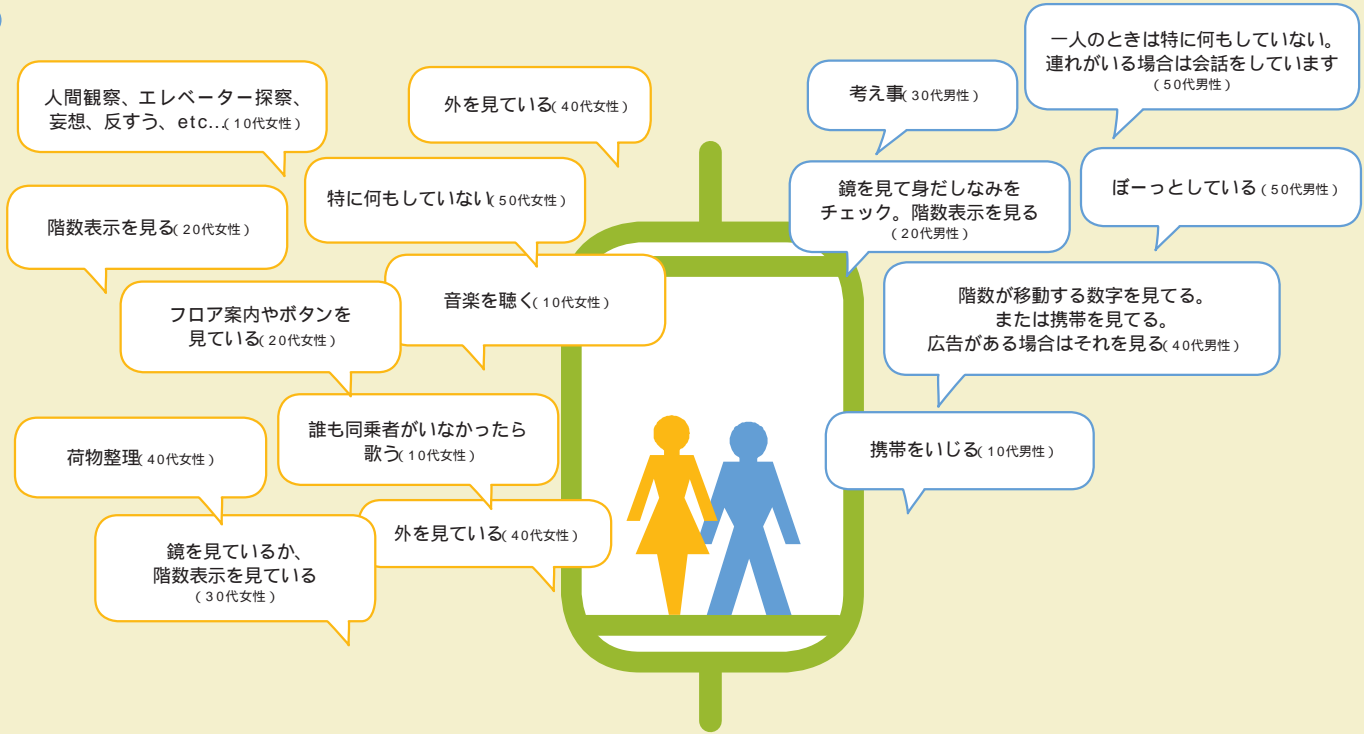 人間観察、エレベーター探察、
妄想、反すう、etc...(10代女性)
外を見ている(40代女性)
階数表示を見る(20代女性)
特に何もしていない(50代女性)
フロア案内やボタンを
見ている(20代女性)
音楽を聴く(10代女性)
荷物整理(40代女性)
誰も同乗者がいなかったら
歌う(10代女性)
鏡を見ているか、
階数表示を見ている
(30代女性)
外を見ている(40代女性)
考え事(30代男性)
一人のときは特に何もしていない。
連れがいる場合は会話をしています
(50代男性)
鏡を見て身だしなみを
チェック。階数表示を見る
(20代男性)
ぼーっとしている(50代男性)
階数が移動する数字を見てる。
または携帯を見てる。
広告がある場合はそれを見る(40代男性)
携帯をいじる(10代男性)